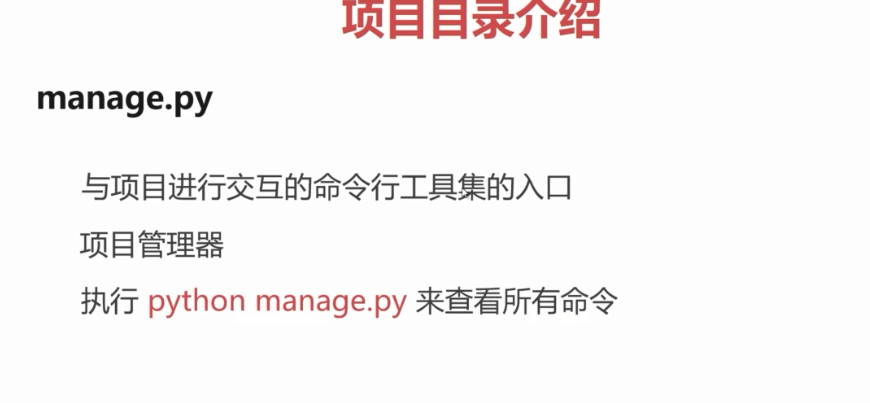 项目目录介绍
manage.py
与项目进行交互的命令行工具集的入口
项目管理器
执行 python manage.py 来查看所有命令